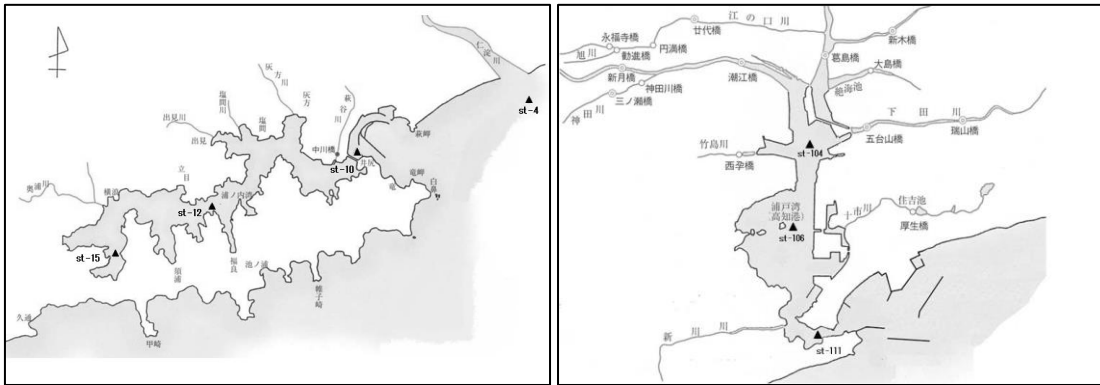 仁淀川
st-4
灰方川
灰方
萩谷川
塩間川
塩間
出見川
出見
中川橋
萩岬
井尻
st-10
竜
竜岬
白鼻
奥浦川
横浪
立目
浦ノ内湾
st-12
st-15
須浦
福良
池ノ浦
帷子崎
久通
甲崎
江の口川
廿代橋
永福寺橋
円満橋
旭川
勤進橋
新木橋
葛島橋
新月橋
潮江橋
大島橋
神田川橋
絶海池
三ノ瀬橋
神田川
下田川
五台山橋
瑞山橋
竹島川
西孕橋
st-104
浦戸湾
(高知港)
st-106
十市川
住吉池
厚生橋
新川川
st-111